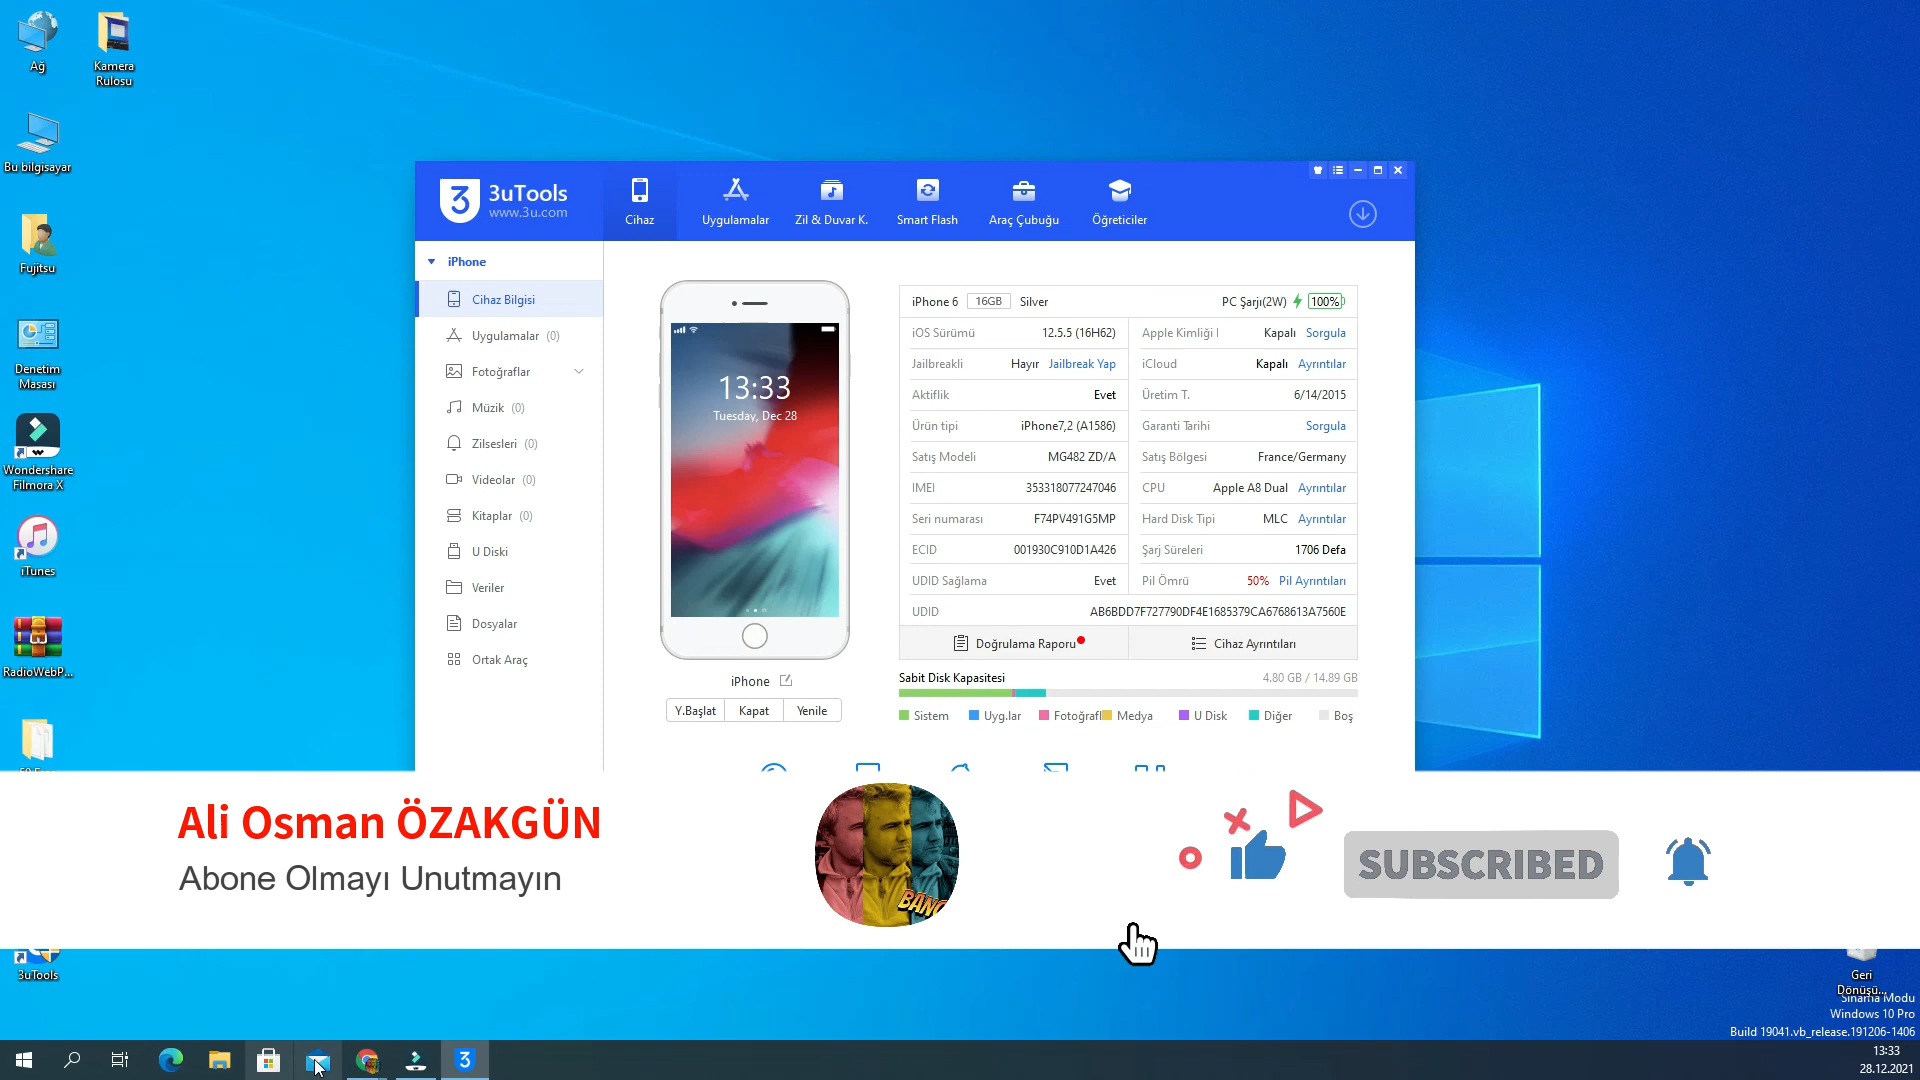 Ağ
Kamera
Rulosu
Bu bilgisayar
Fujitsu
Denetim
Masası
Wondershare
Filmora X
iTunes
RadioWebP...
3uTools
3
3uTools
www.3u.com
Cihaz
Uygulamalar
Zil & Duvar K.
Smart Flash
Araç Çubuğu
Öğreticiler
iPhone
Cihaz Bilgisi
Uygulamalar (0)
Fotoğraflar
Müzik (0)
Zilsesleri (0)
Videolar (0)
Kitaplar (0)
U Diski
Veriler
Dosyalar
Ortak Araç
13:33
Tuesday, Dec 28
iPhone
Y.Başlat Kapat Yenile
iPhone 6 16GB Silver PC Şarjı(2W) 100%
iOS Sürümü 12.5.5 (16H62) Apple Kimliği Kapalı Sorgula
Jailbreakli Hayır Jailbreak Yap iCloud Kapalı Ayrıntılar
Aktiflik Evet Üretim T. 6/14/2015
Ürün tipi iPhone7,2 (A1586) Garanti Tarihi Sorgula
Satış Modeli MG482 ZD/A Satış Bölgesi France/Germany
IMEI 353318077247046 CPU Apple A8 Dual Ayrıntılar
Seri numarası F74PV491G5MP Hard Disk Tipi MLC Ayrıntılar
ECID 001930C910D1A426 Şarj Süreleri 1706 Defa
UDID Sağlama Evet Pil Ömrü 50% Pil Ayrıntıları
UDID AB6BDD7F727790DF4E1685379CA6768613A7560E
Doğrulama Raporu Cihaz Ayrıntıları
Sabit Disk Kapasitesi 4.80 GB / 14.89 GB
Sistem Uyg.lar Fotoğrafl Medya U Disk Diğer Boş
Ali Osman ÖZAKGÜN
Abone Olmayı Unutmayın
BANG
SUBSCRIBED
Geri
Dönüşü...
Sınama Modu
Windows 10 Pro
Build 19041.vb_release.191206-1406
3
13:33
28.12.2021